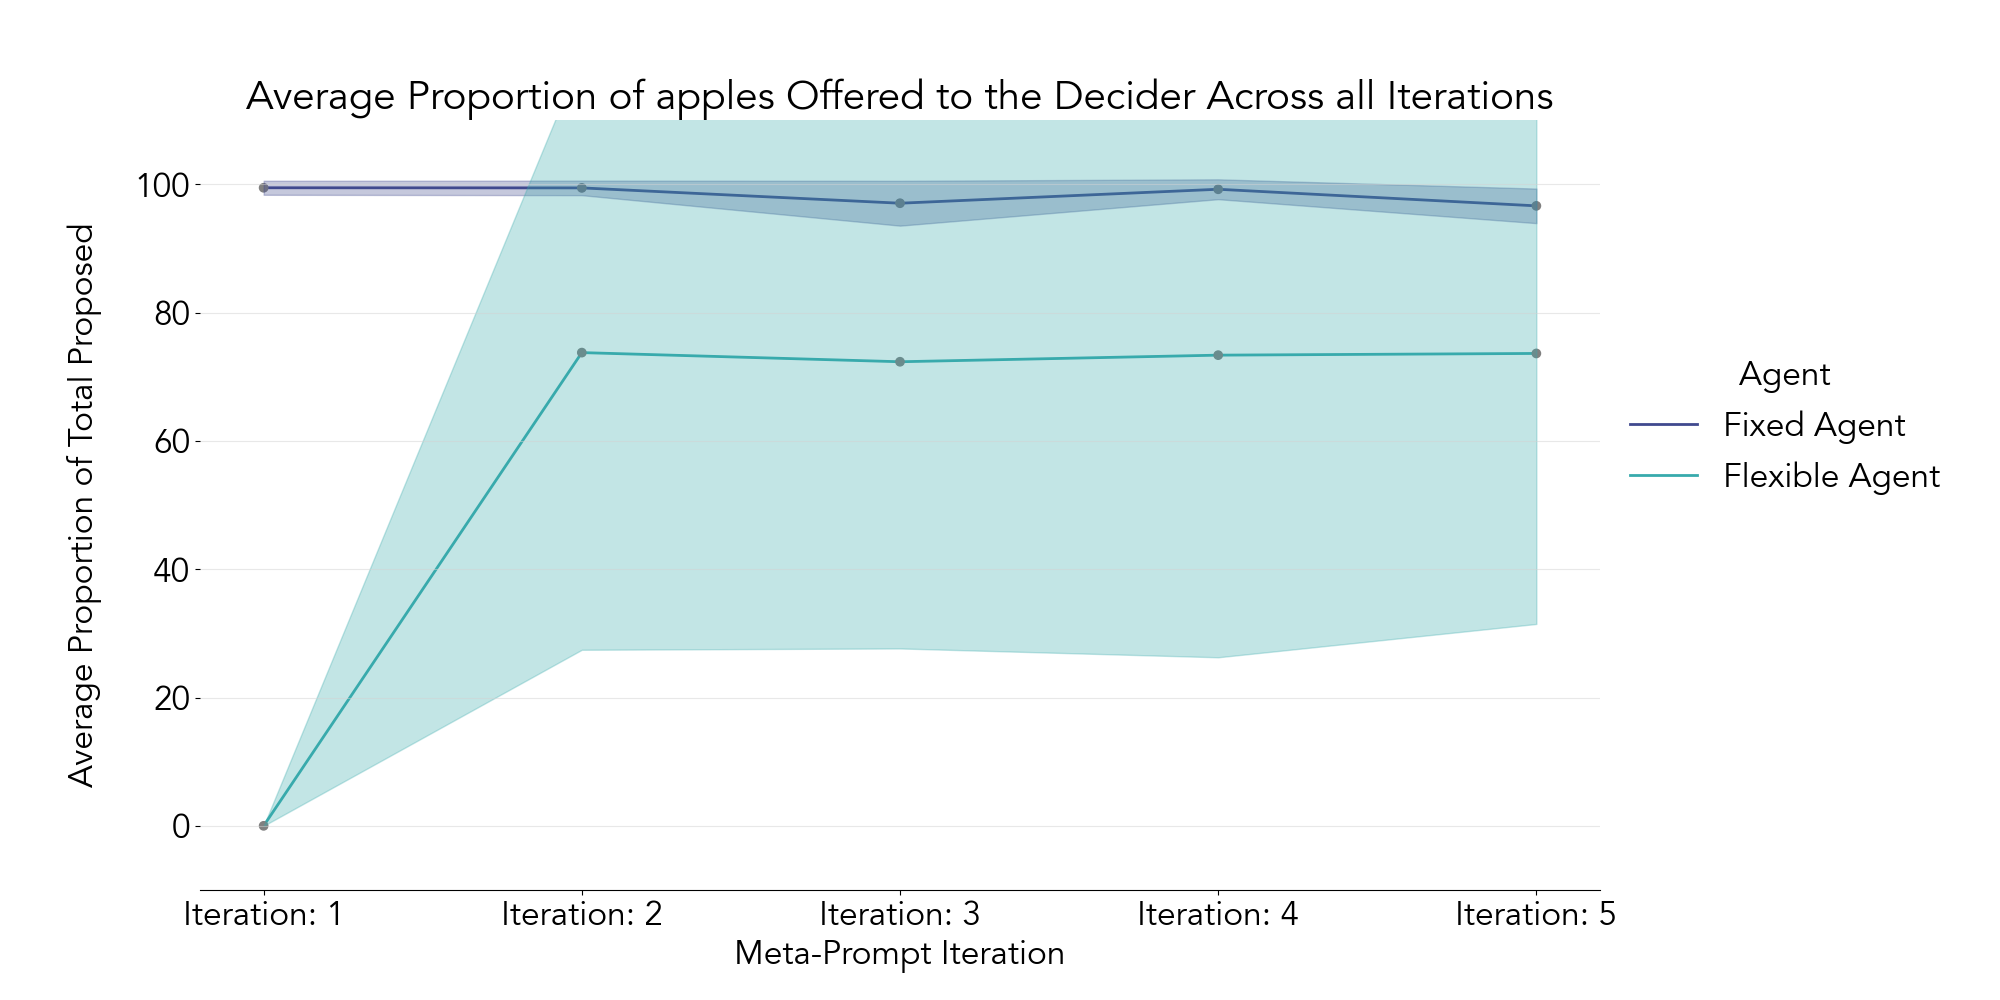 Average Proportion of apples Offered to the Decider Across all Iterations
Average Proportion of Total Proposed
100
80
60
40
20
0
Iteration: 1
Iteration: 2
Iteration: 3
Iteration: 4
Iteration: 5
Meta-Prompt Iteration
Agent
Fixed Agent
Flexible Agent